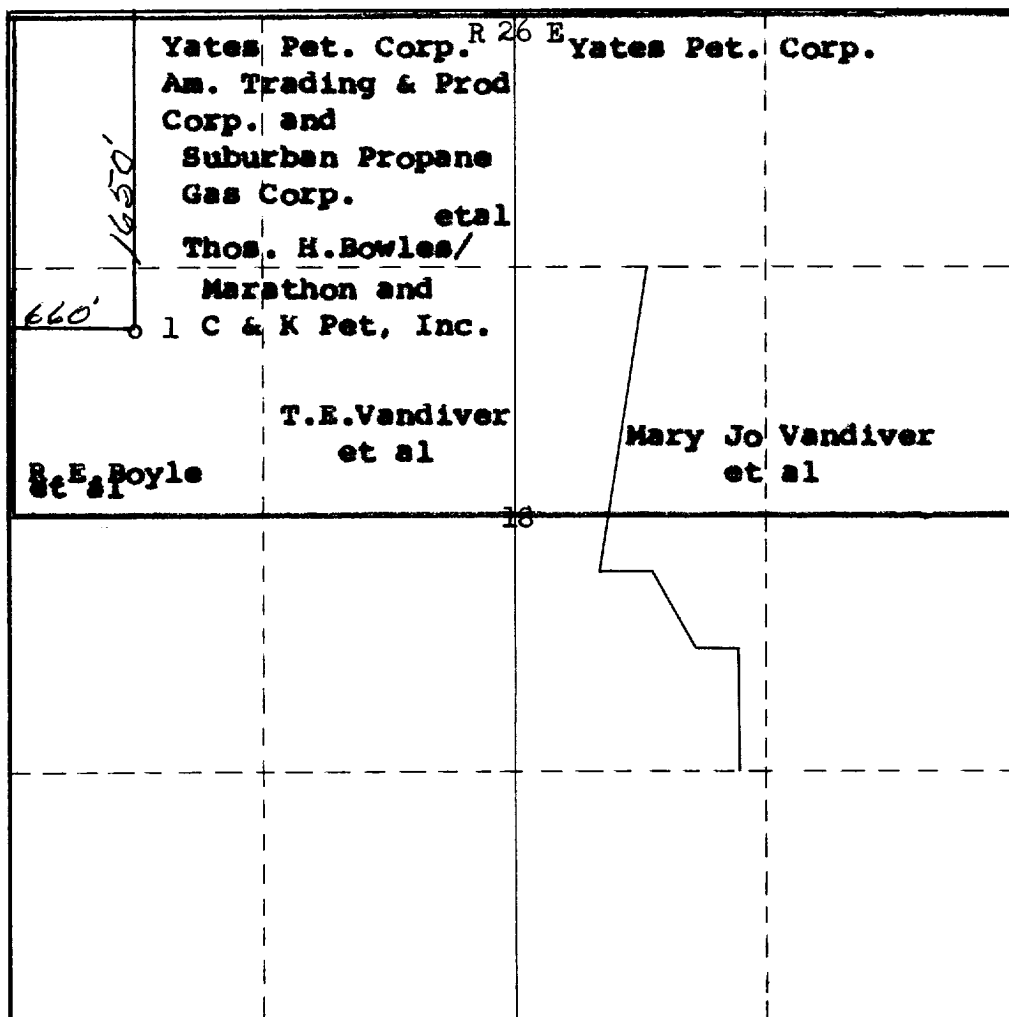 R 26 E
Yates Pet. Corp.
Am. Trading & Prod
Corp. and
Suburban Propane
Gas Corp.
etal
Thos. H.Bowles/
Marathon and
1 C & K Pet, Inc.
Yates Pet. Corp.
1650'
660'
T.E.Vandiver
et al
Mary Jo Vandiver
et al
R.E.Boyle
et al
18